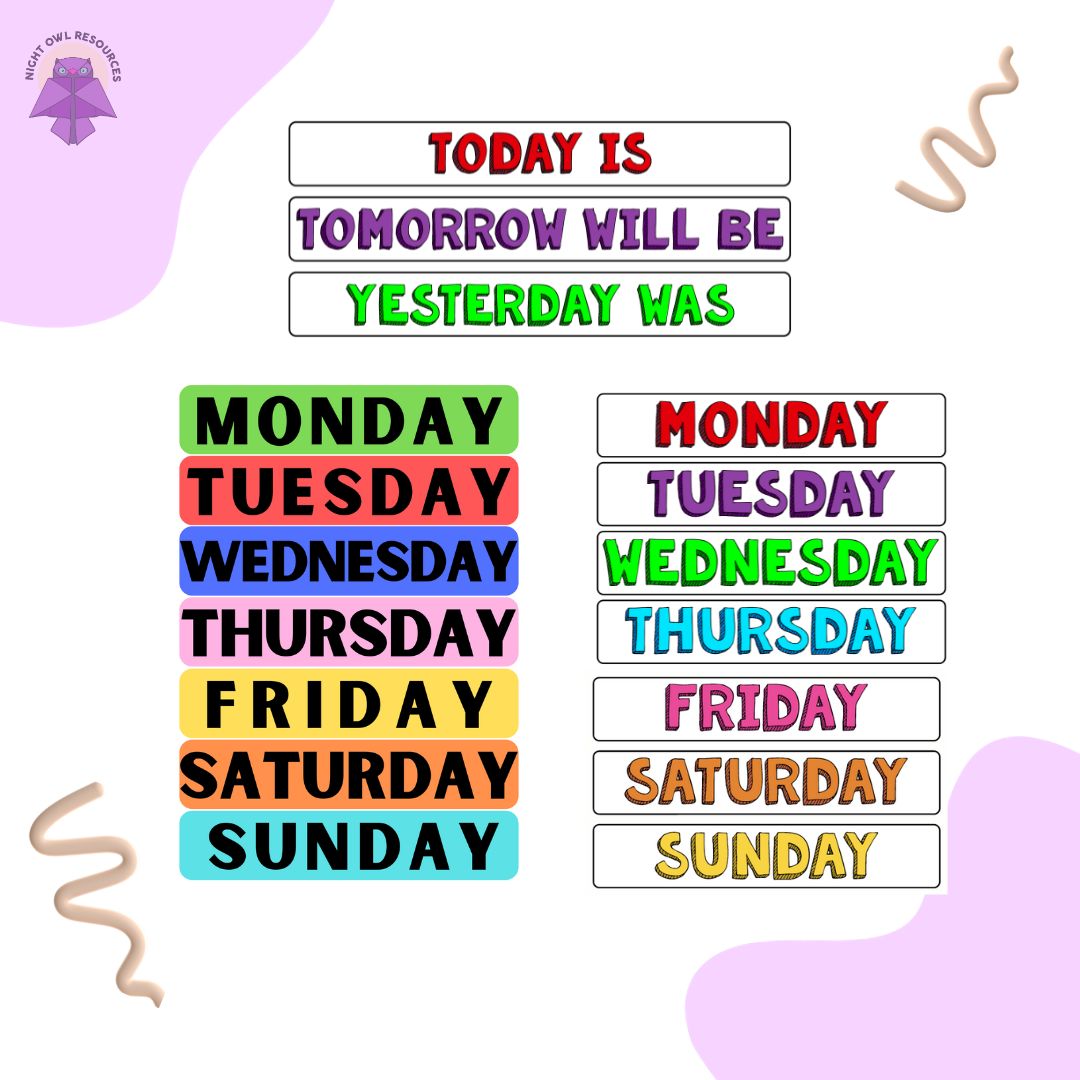 NIGHT OWL RESOURCES
TODAY IS
TOMORROW WILL BE
YESTERDAY WAS
MONDAY
TUESDAY
WEDNESDAY
THURSDAY
FRIDAY
SATURDAY
SUNDAY
MONDAY
TUESDAY
WEDNESDAY
THURSDAY
FRIDAY
SATURDAY
SUNDAY